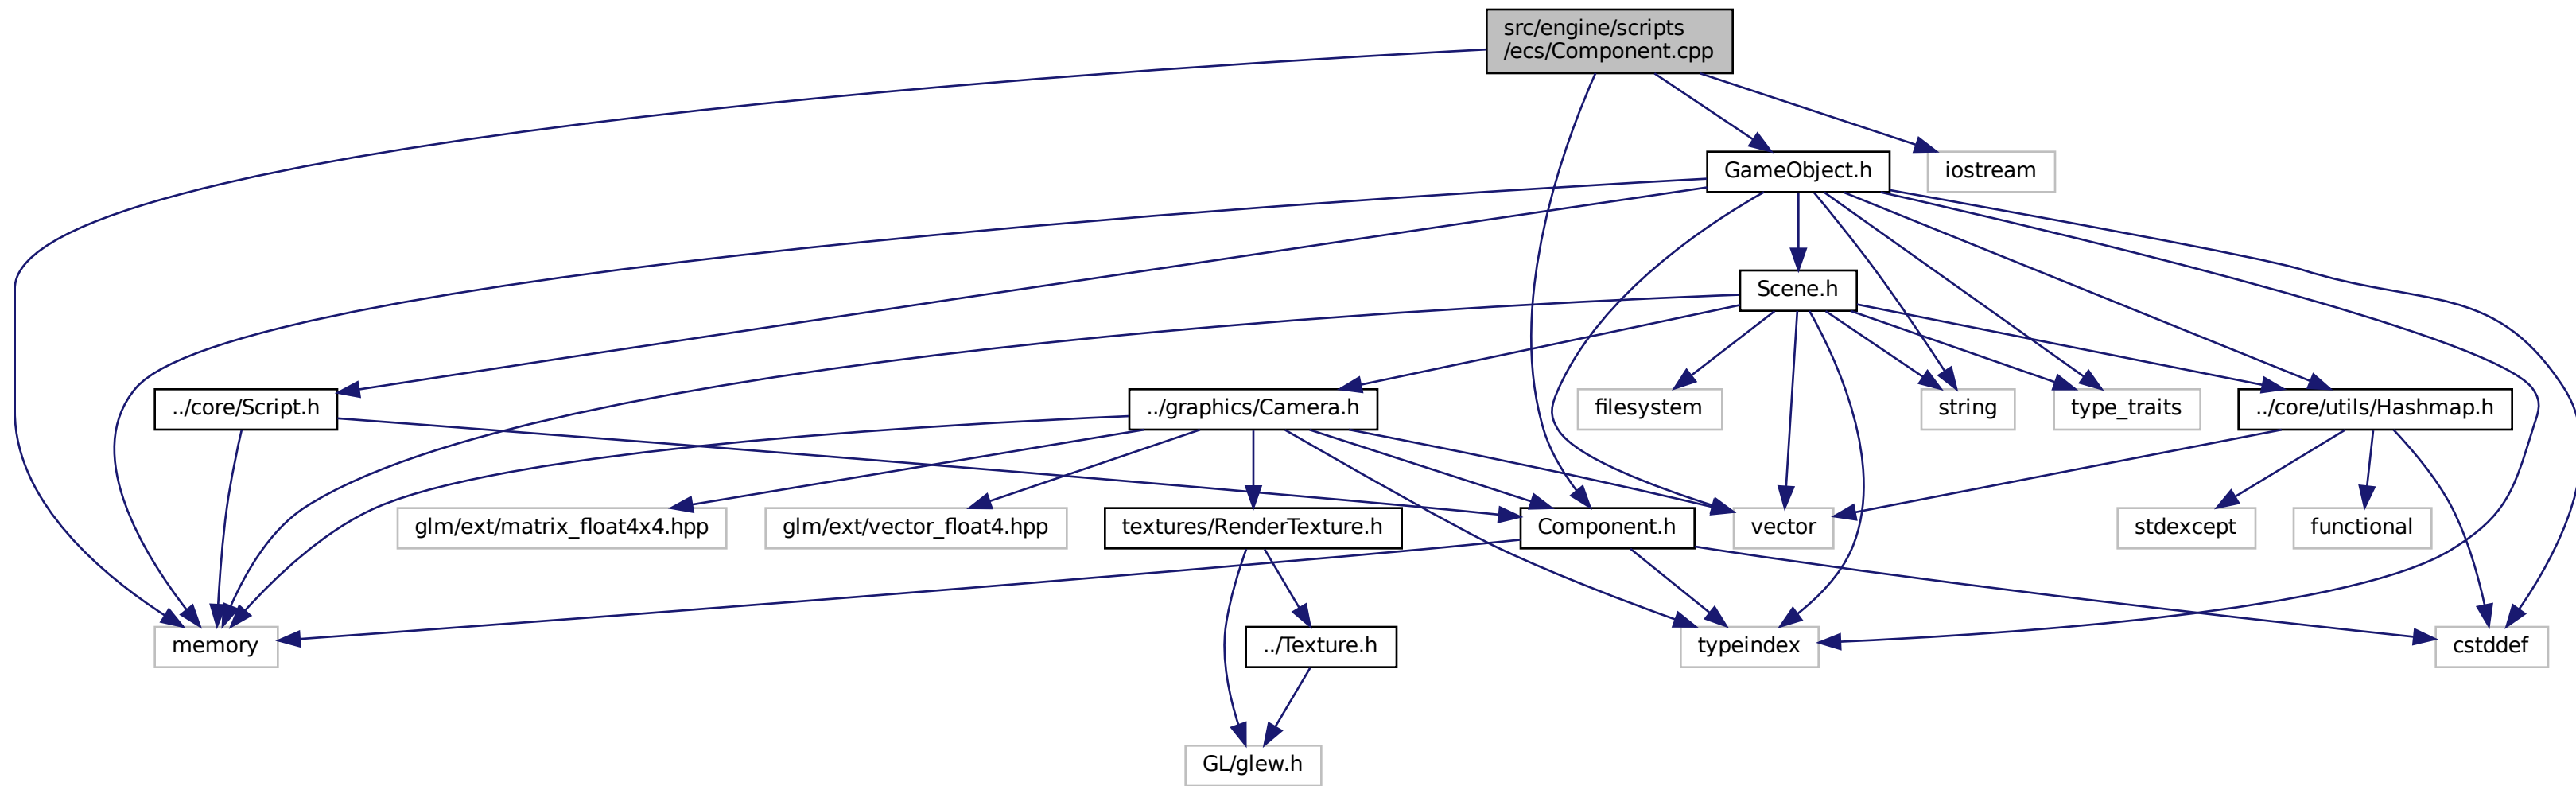 src/engine/scripts
/ecs/Component.cpp
GameObject.h
iostream
Scene.h
../core/Script.h
../graphics/Camera.h
filesystem
string
type_traits
../core/utils/Hashmap.h
glm/ext/matrix_float4x4.hpp
glm/ext/vector_float4.hpp
textures/RenderTexture.h
Component.h
vector
stdexcept
functional
memory
../Texture.h
typeindex
cstddef
GL/glew.h